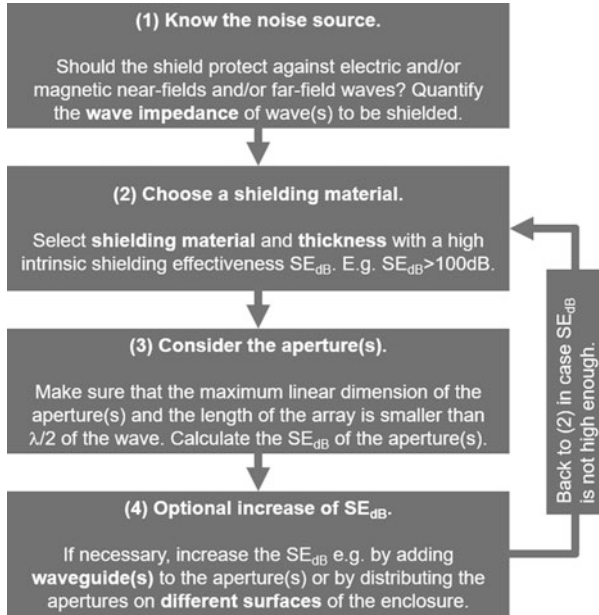 (1) Know the noise source.
Should the shield protect against electric and/or
magnetic near-fields and/or far-field waves? Quantify
the wave impedance of wave(s) to be shielded.
(2) Choose a shielding material.
Select shielding material and thickness with a high
intrinsic shielding effectiveness SEdB. E.g. SEdB>100dB.
(3) Consider the aperture(s).
Make sure that the maximum linear dimension of the
aperture(s) and the length of the array is smaller than
λ/2 of the wave. Calculate the SEdB of the aperture(s).
(4) Optional increase of SEdB.
If necessary, increase the SEdB e.g. by adding
waveguide(s) to the aperture(s) or by distributing the
apertures on different surfaces of the enclosure.
Back to (2) in case SEdB
is not high enough.